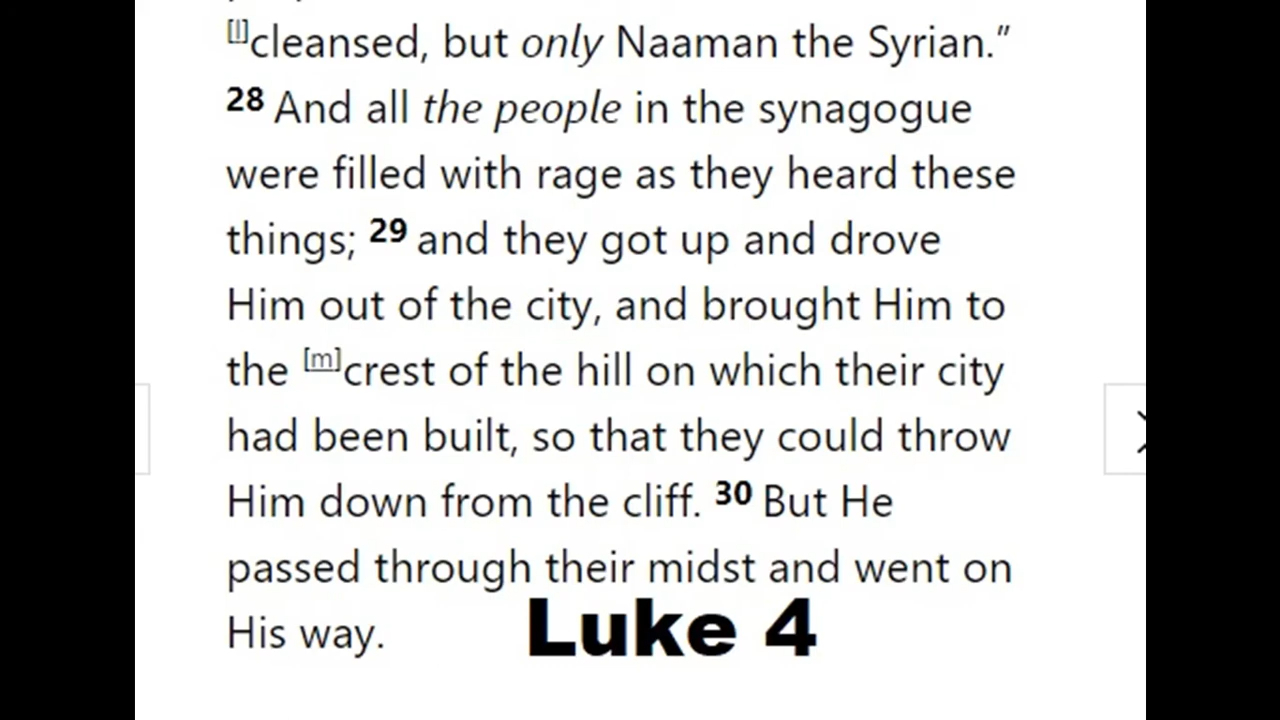 [l]cleansed, but only Naaman the Syrian.”
28 And all the people in the synagogue
were filled with rage as they heard these
things; 29 and they got up and drove
Him out of the city, and brought Him to
the [m]crest of the hill on which their city
had been built, so that they could throw
Him down from the cliff. 30 But He
passed through their midst and went on
His way.
Luke 4